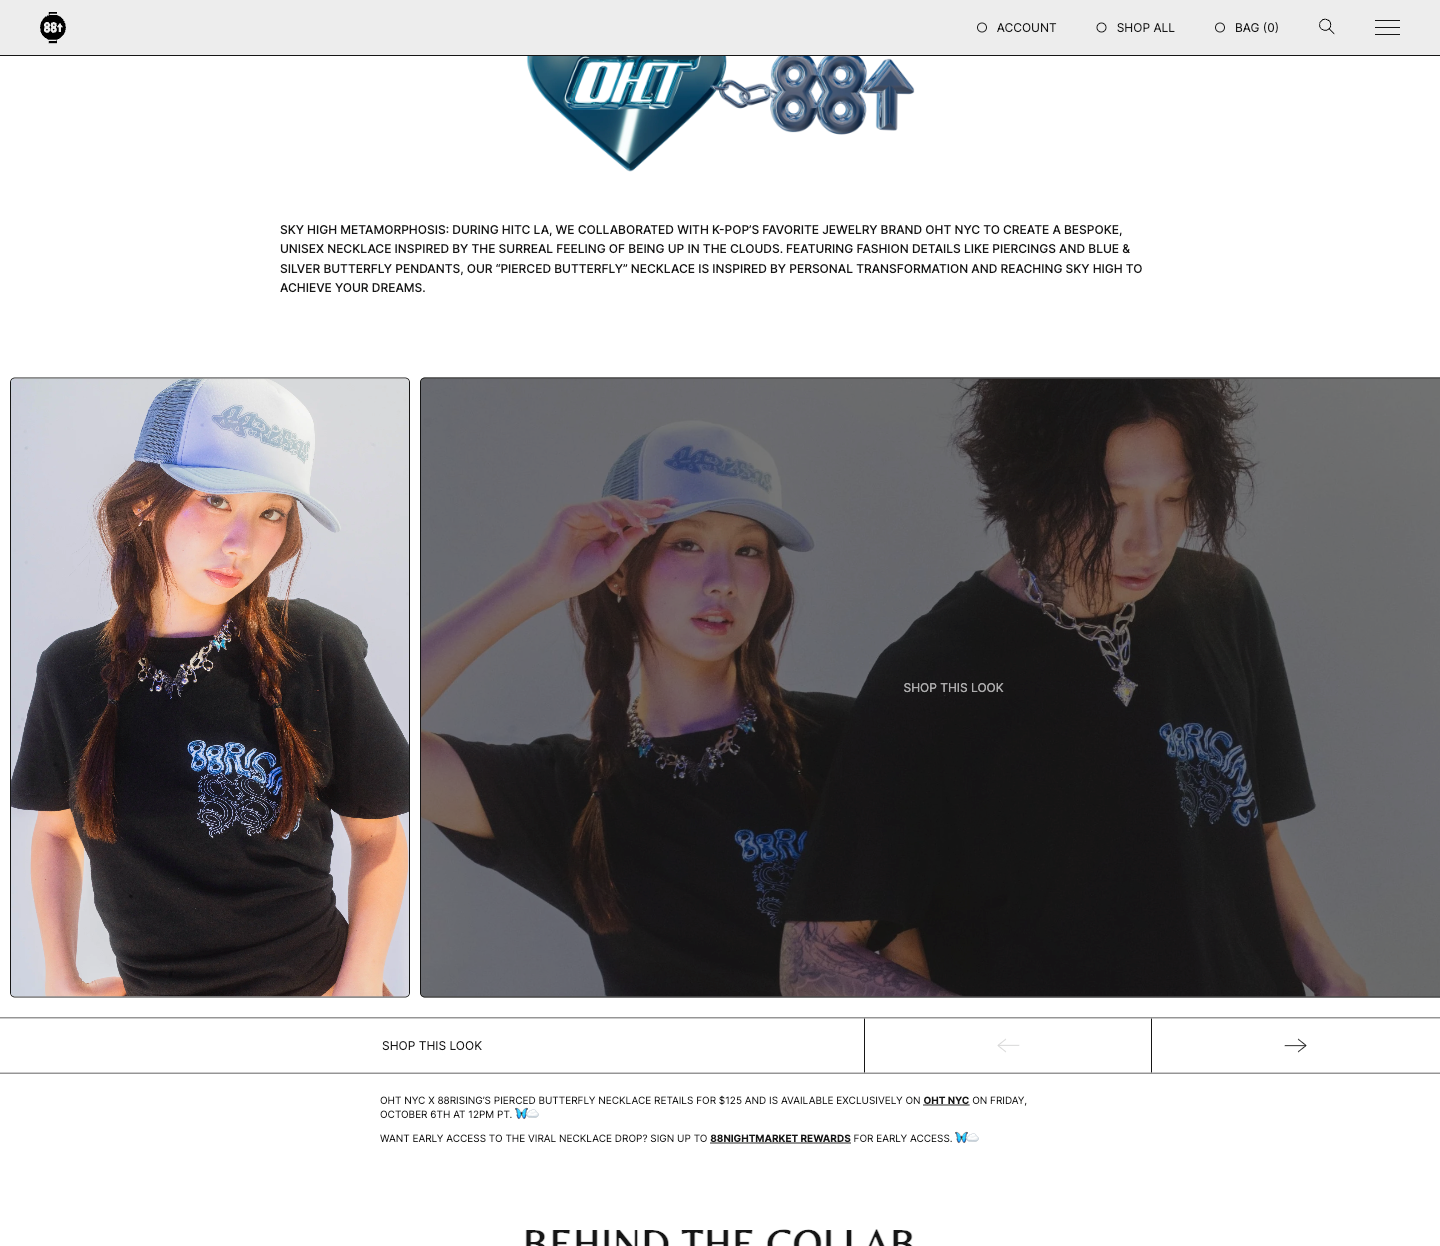 88↑
ACCOUNT
SHOP ALL
BAG (0)
OHT
88↑
SKY HIGH METAMORPHOSIS: DURING HITC LA, WE COLLABORATED WITH K-POP’S FAVORITE JEWELRY BRAND OHT NYC TO CREATE A BESPOKE,
UNISEX NECKLACE INSPIRED BY THE SURREAL FEELING OF BEING UP IN THE CLOUDS. FEATURING FASHION DETAILS LIKE PIERCINGS AND BLUE &
SILVER BUTTERFLY PENDANTS, OUR “PIERCED BUTTERFLY” NECKLACE IS INSPIRED BY PERSONAL TRANSFORMATION AND REACHING SKY HIGH TO
ACHIEVE YOUR DREAMS.
SHOP THIS LOOK
SHOP THIS LOOK
OHT NYC X 88RISING’S PIERCED BUTTERFLY NECKLACE RETAILS FOR $125 AND IS AVAILABLE EXCLUSIVELY ON OHT NYC ON FRIDAY,
OCTOBER 6TH AT 12PM PT. 🦋☁️
WANT EARLY ACCESS TO THE VIRAL NECKLACE DROP? SIGN UP TO 88NIGHTMARKET REWARDS FOR EARLY ACCESS. 🦋☁️
BEHIND THE COLLAB